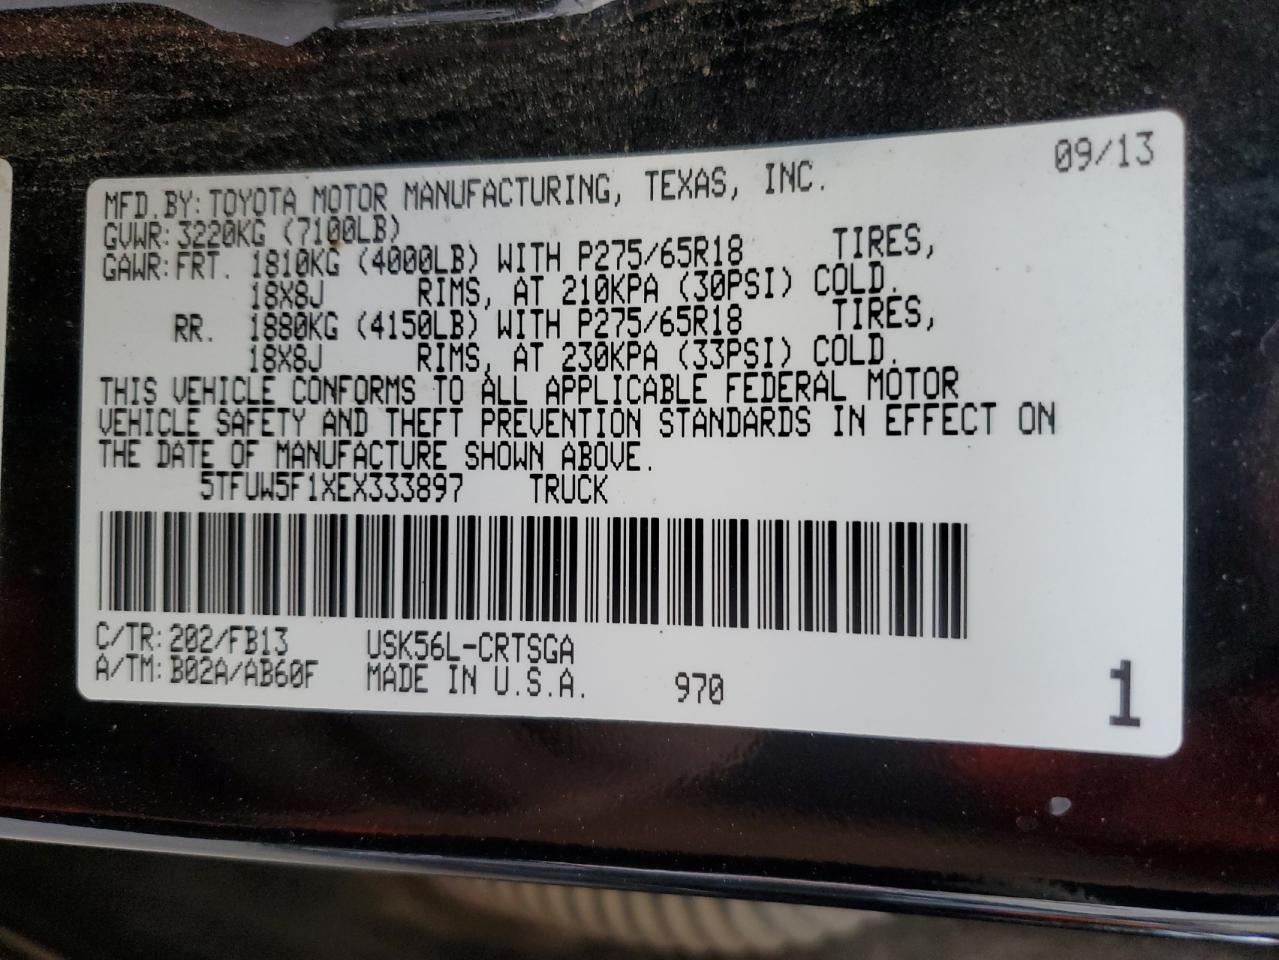 09/13
MFD.BY: TOYOTA MOTOR MANUFACTURING, TEXAS, INC.
GVWR: 3220KG (7100LB)
GAWR: FRT. 1810KG (4000LB) WITH P275/65R18 TIRES,
18X8J RIMS, AT 210KPA (30PSI) COLD.
RR. 1880KG (4150LB) WITH P275/65R18 TIRES,
18X8J RIMS, AT 230KPA (33PSI) COLD.
THIS VEHICLE CONFORMS TO ALL APPLICABLE FEDERAL MOTOR
VEHICLE SAFETY AND THEFT PREVENTION STANDARDS IN EFFECT ON
THE DATE OF MANUFACTURE SHOWN ABOVE.
5TFUW5F1XEX333897 TRUCK
C/TR: 202/FB13 USK56L-CRTSGA
A/TM: B02A/AB60F MADE IN U.S.A. 970
1